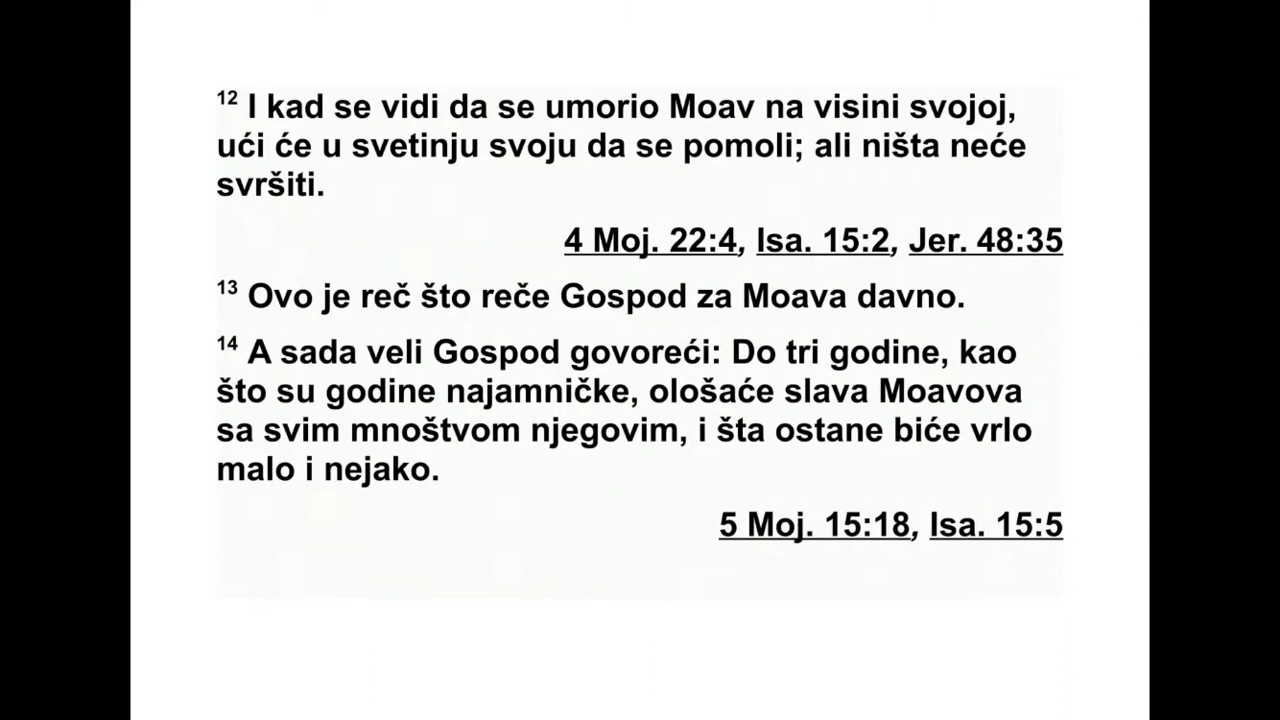 12 I kad se vidi da se umorio Moav na visini svojoj,
ući će u svetinju svoju da se pomoli; ali ništa neće
svršiti.
4 Moj. 22:4, Isa. 15:2, Jer. 48:35
13 Ovo je reč što reče Gospod za Moava davno.
14 A sada veli Gospod govoreći: Do tri godine, kao
što su godine najamničke, ološaće slava Moavova
sa svim mnoštvom njegovim, i šta ostane biće vrlo
malo i nejako.
5 Moj. 15:18, Isa. 15:5